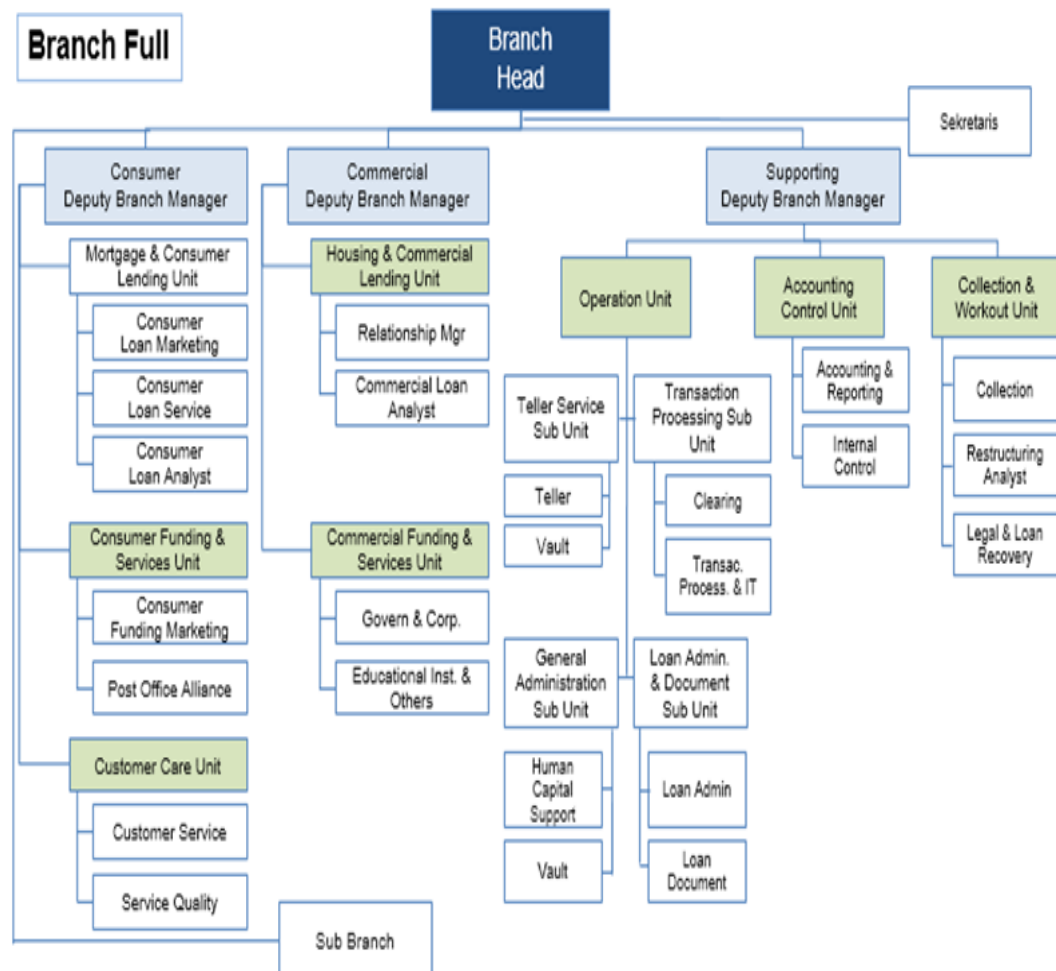 Branch Full
Branch
Head
Sekretaris
Consumer
Deputy Branch Manager
Commercial
Deputy Branch Manager
Supporting
Deputy Branch Manager
Mortgage & Consumer
Lending Unit
Consumer
Loan Marketing
Consumer
Loan Service
Consumer
Loan Analyst
Consumer Funding &
Services Unit
Consumer
Funding Marketing
Post Office Alliance
Customer Care Unit
Customer Service
Service Quality
Housing & Commercial
Lending Unit
Relationship Mgr
Commercial Loan
Analyst
Commercial Funding &
Services Unit
Govern & Corp.
Educational Inst. &
Others
Operation Unit
Teller Service
Sub Unit
Teller
Vault
Transaction
Processing Sub
Unit
Clearing
Transac.
Process. & IT
General
Administration
Sub Unit
Human
Capital
Support
Vault
Loan Admin.
& Document
Sub Unit
Loan Admin
Loan
Document
Accounting
Control Unit
Accounting &
Reporting
Internal
Control
Collection &
Workout Unit
Collection
Restructuring
Analyst
Legal & Loan
Recovery
Sub Branch